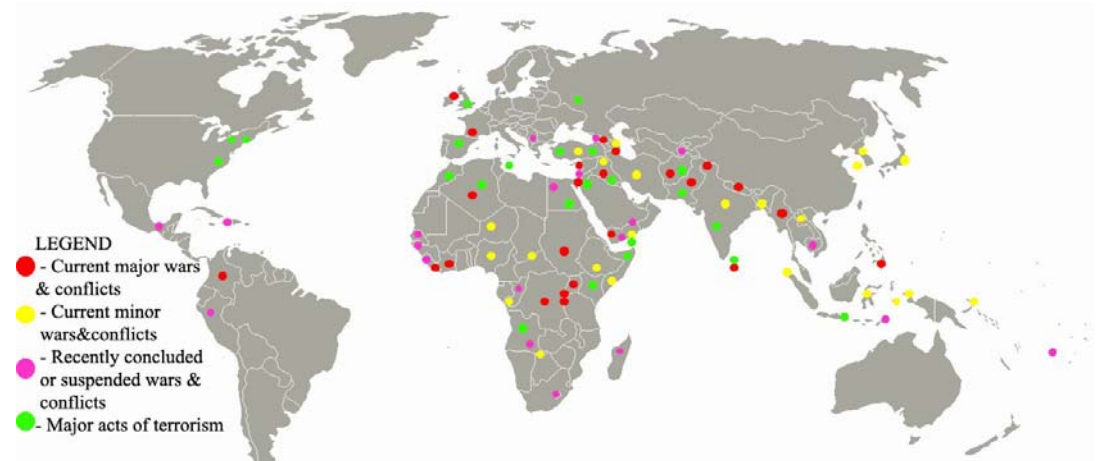 LEGEND
- Current major wars
& conflicts
- Current minor
wars&conflicts
- Recently concluded
or suspended wars &
conflicts
- Major acts of terrorism